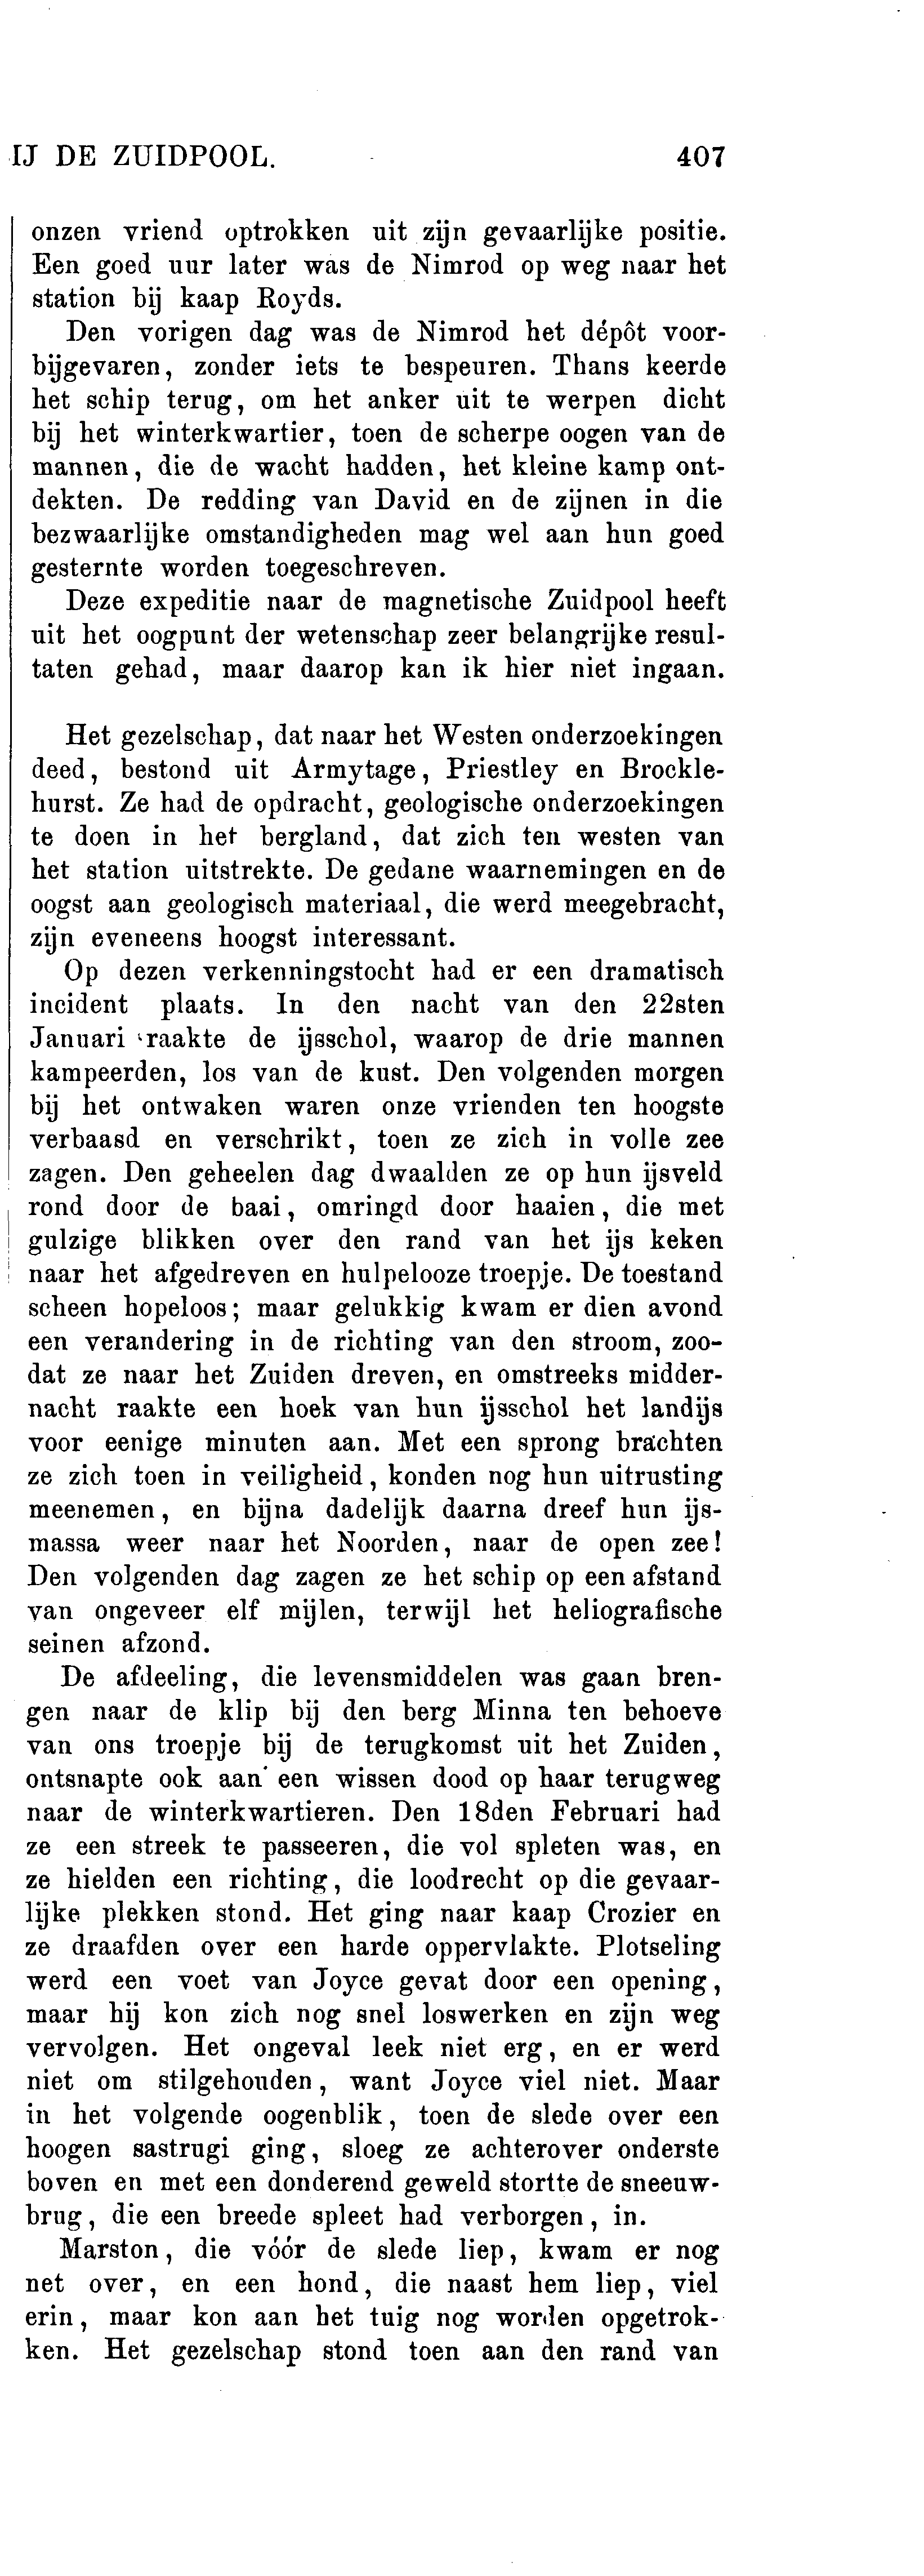 IJ DE ZUIDPOOL. 407
onzen vriend optrokken uit zijn gevaarlijke positie.
Een goed uur later was de Nimrod op weg naar het
station bij kaap Royds.
Den vorigen dag was de Nimrod het dépôt voor-
bijgevaren, zonder iets te bespeuren. Thans keerde
het schip terug, om het anker uit te werpen dicht
bij het winterkwartier, toen de scherpe oogen van de
mannen, die de wacht hadden, het kleine kamp ont-
dekten. De redding van David en de zijnen in die
bezwaarlijke omstandigheden mag wel aan hun goed
gesternte worden toegeschreven.
Deze expeditie naar de magnetische Zuidpool heeft
uit het oogpunt der wetenschap zeer belangrijke resul-
taten gehad, maar daarop kan ik hier niet ingaan.
Het gezelschap, dat naar het Westen onderzoekingen
deed, bestond uit Armytage, Priestley en Brockle-
hurst. Ze had de opdracht, geologische onderzoekingen
te doen in het bergland, dat zich ten westen van
het station uitstrekte. De gedane waarnemingen en de
oogst aan geologisch materiaal, die werd meegebracht,
zijn eveneens hoogst interessant.
Op dezen verkenningstocht had er een dramatisch
incident plaats. In den nacht van den 22sten
Januari raakte de ijsschol, waarop de drie mannen
kampeerden, los van de kust. Den volgenden morgen
bij het ontwaken waren onze vrienden ten hoogste
verbaasd en verschrikt, toen ze zich in volle zee
zagen. Den geheelen dag dwaalden ze op hun ijsveld
rond door de baai, omringd door haaien, die met
gulzige blikken over den rand van het ijs keken
naar het afgedreven en hulpelooze troepje. De toestand
scheen hopeloos; maar gelukkig kwam er dien avond
een verandering in de richting van den stroom, zoo-
dat ze naar het Zuiden dreven, en omstreeks midder-
nacht raakte een hoek van hun ijsschol het landijs
voor eenige minuten aan. Met een sprong brachten
ze zich toen in veiligheid, konden nog hun uitrusting
meenemen, en bijna dadelijk daarna dreef hun ijs-
massa weer naar het Noorden, naar de open zee!
Den volgenden dag zagen ze het schip op een afstand
van ongeveer elf mijlen, terwijl het heliografische
seinen afzond.
De afdeeling, die levensmiddelen was gaan bren-
gen naar de klip bij den berg Minna ten behoeve
van ons troepje bij de terugkomst uit het Zuiden,
ontsnapte ook aan een wissen dood op haar terugweg
naar de winterkwartieren. Den 18den Februari had
ze een streek te passeeren, die vol spleten was, en
ze hielden een richting, die loodrecht op die gevaar-
lijke plekken stond. Het ging naar kaap Crozier en
ze draafden over een harde oppervlakte. Plotseling
werd een voet van Joyce gevat door een opening,
maar hij kon zich nog snel loswerken en zijn weg
vervolgen. Het ongeval leek niet erg, en er werd
niet om stilgehouden, want Joyce viel niet. Maar
in het volgende oogenblik, toen de slede over een
hoogen sastrugi ging, sloeg ze achterover onderste
boven en met een donderend geweld stortte de sneeuw-
brug, die een breede spleet had verborgen, in.
Marston, die vóór de slede liep, kwam er nog
net over, en een hond, die naast hem liep, viel
erin, maar kon aan het tuig nog worden opgetrok-
ken. Het gezelschap stond toen aan den rand van